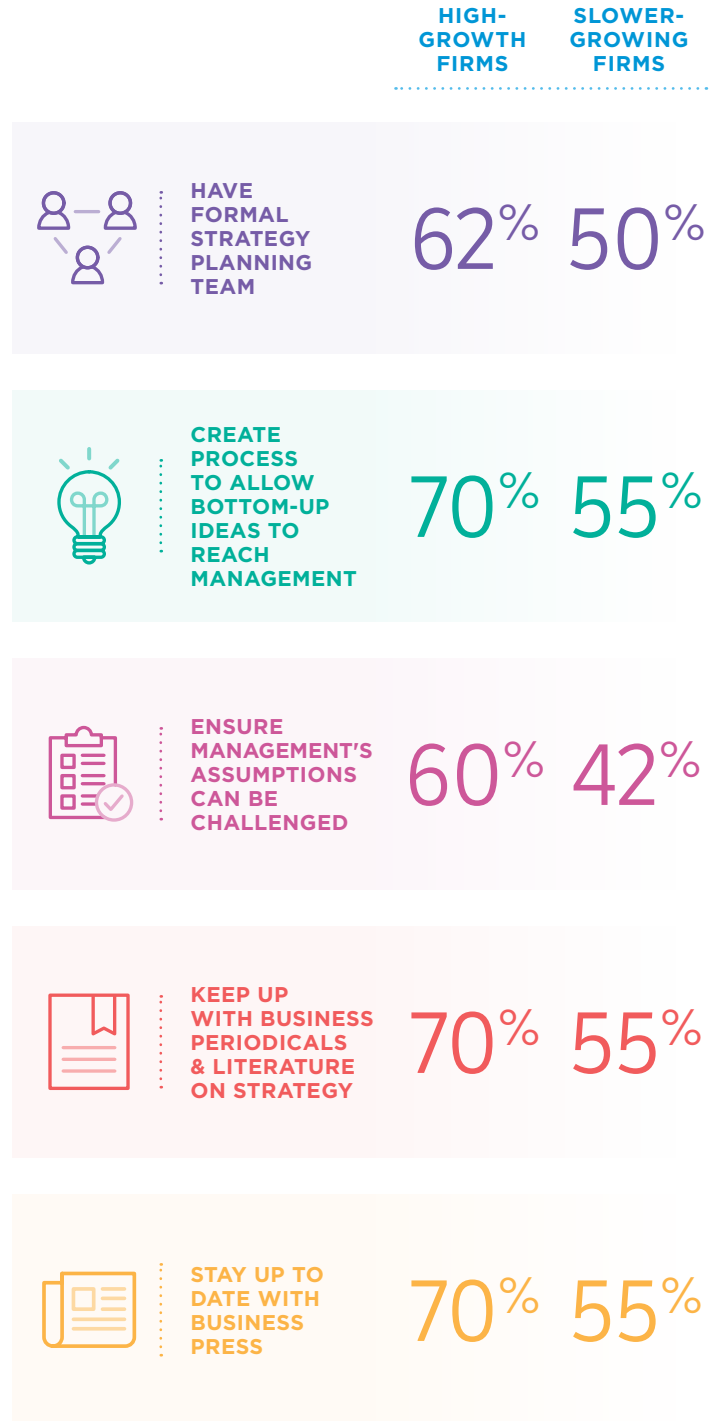 HIGH-
GROWTH
FIRMS
SLOWER-
GROWING
FIRMS
HAVE
FORMAL
STRATEGY
PLANNING
TEAM
62%
50%
CREATE
PROCESS
TO ALLOW
BOTTOM-UP
IDEAS TO
REACH
MANAGEMENT
70%
55%
ENSURE
MANAGEMENT'S
ASSUMPTIONS
CAN BE
CHALLENGED
60%
42%
KEEP UP
WITH BUSINESS
PERIODICALS
& LITERATURE
ON STRATEGY
70%
55%
STAY UP TO
DATE WITH
BUSINESS
PRESS
70%
55%